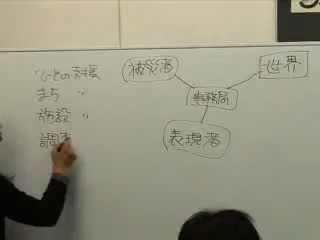 ひとの支援
まち 〃
施設 〃
調査
被災者
世界
事務局
表現者